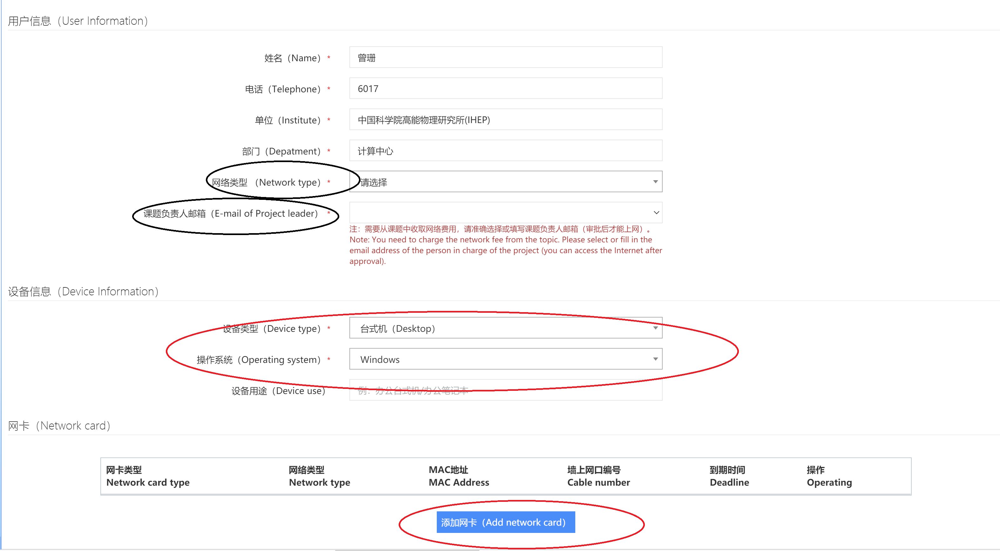 用户信息（User Information）
姓名（Name） * 曾珊
电话（Telephone） * 6017
单位（Institute） * 中国科学院高能物理研究所(IHEP)
部门（Depatment） * 计算中心
网络类型 （Network type） * 请选择
课题负责人邮箱（E-mail of Project leader） *
注：需要从课题中收取网络费用，请准确选择或填写课题负责人邮箱（审批后才能上网）。
Note: You need to charge the network fee from the topic. Please select or fill in the
email address of the person in charge of the project (you can access the Internet after
approval).
设备信息（Device Information）
设备类型（Device type） * 台式机（Desktop）
操作系统（Operating system） * Windows
设备用途（Device use） 例：办公台式机/办公笔记本
网卡（Network card）
网卡类型 网络类型 MAC地址 墙上网口编号 到期时间 操作
Network card type Network type MAC Address Cable number Deadline Operating
添加网卡（Add network card）